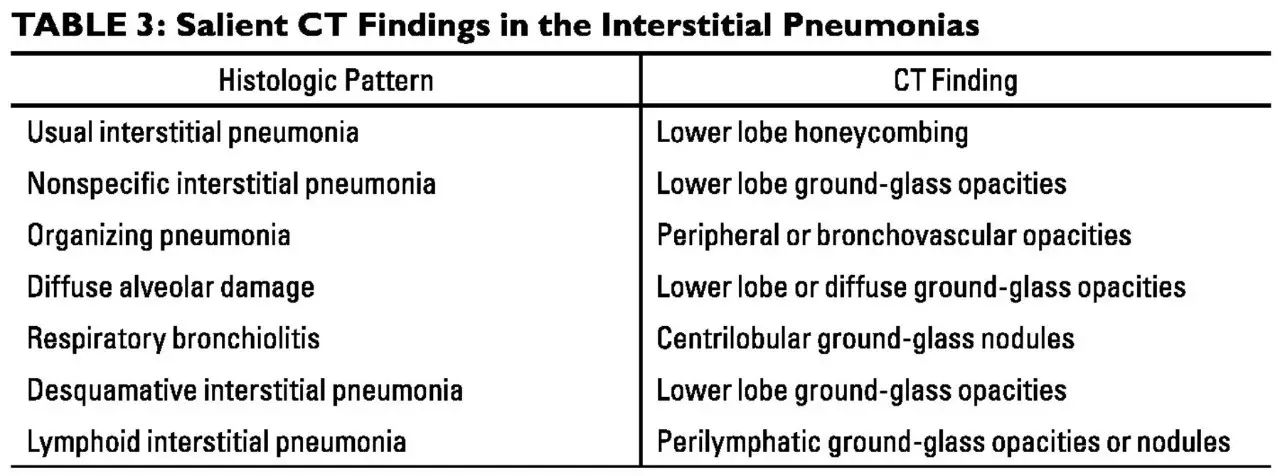 TABLE 3: Salient CT Findings in the Interstitial Pneumonias
Histologic Pattern CT Finding
Usual interstitial pneumonia Lower lobe honeycombing
Nonspecific interstitial pneumonia Lower lobe ground-glass opacities
Organizing pneumonia Peripheral or bronchovascular opacities
Diffuse alveolar damage Lower lobe or diffuse ground-glass opacities
Respiratory bronchiolitis Centrilobular ground-glass nodules
Desquamative interstitial pneumonia Lower lobe ground-glass opacities
Lymphoid interstitial pneumonia Perilymphatic ground-glass opacities or nodules